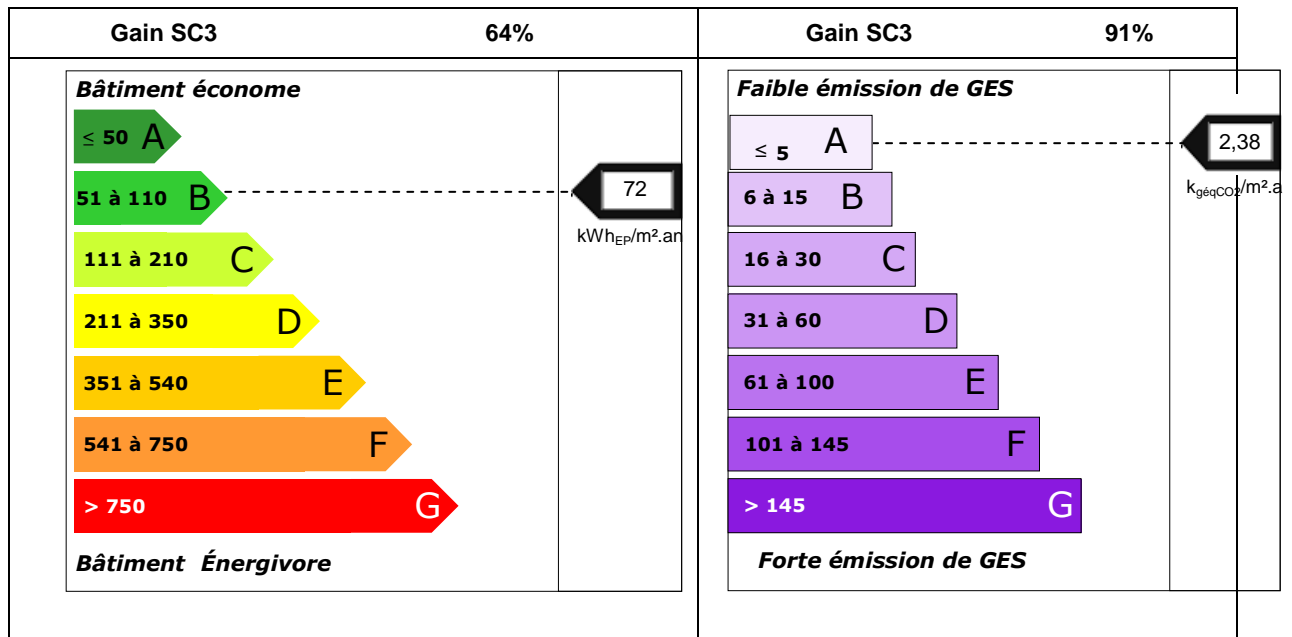 Gain SC3 64%
Bâtiment économe
≤ 50 A
51 à 110 B
72
kWhEP/m².an
111 à 210 C
211 à 350 D
351 à 540 E
541 à 750 F
> 750 G
Bâtiment Énergivore
Gain SC3 91%
Faible émission de GES
≤ 5 A
2,38
kgéqCO2/m².a
6 à 15 B
16 à 30 C
31 à 60 D
61 à 100 E
101 à 145 F
> 145 G
Forte émission de GES